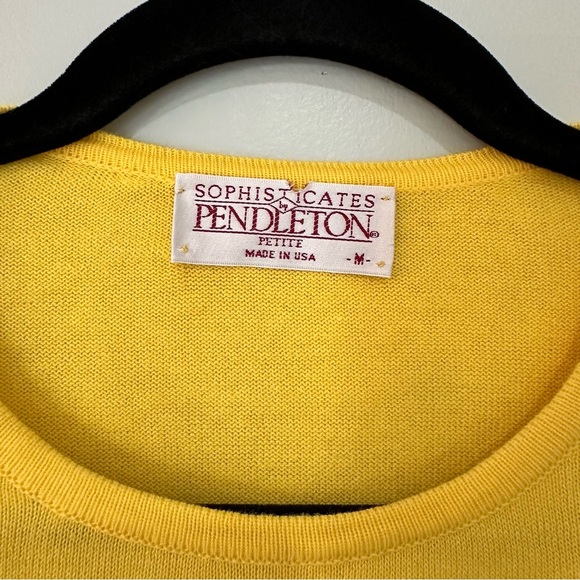 SOPHISTICATES
by
PENDLETON®
PETITE
MADE IN USA -M-